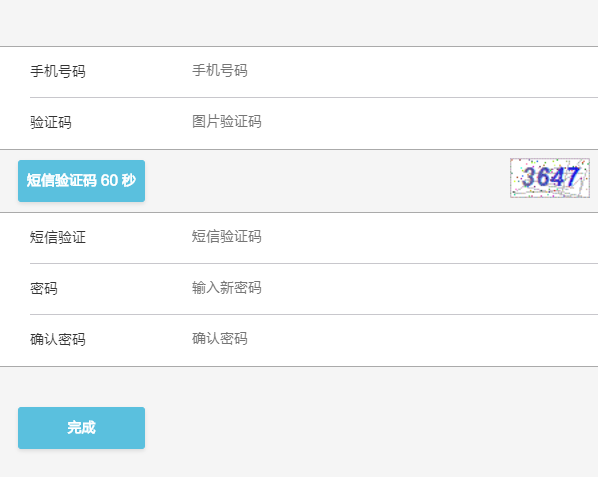 手机号码 手机号码
验证码 图片验证码
短信验证码 60 秒 3647
短信验证 短信验证码
密码 输入新密码
确认密码 确认密码
完成